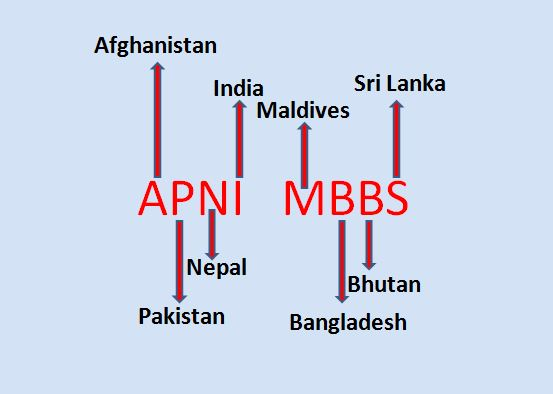 Afghanistan
India
Maldives
Sri Lanka
APNI MBBS
Nepal
Bhutan
Pakistan
Bangladesh